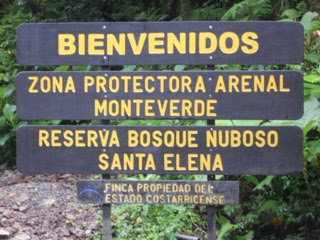 BIENVENIDOS
ZONA PROTECTORA ARENAL
MONTEVERDE
RESERVA BOSQUE NUBOSO
SANTA ELENA
FINCA PROPIEDAD DEL
ESTADO COSTARRICENSE